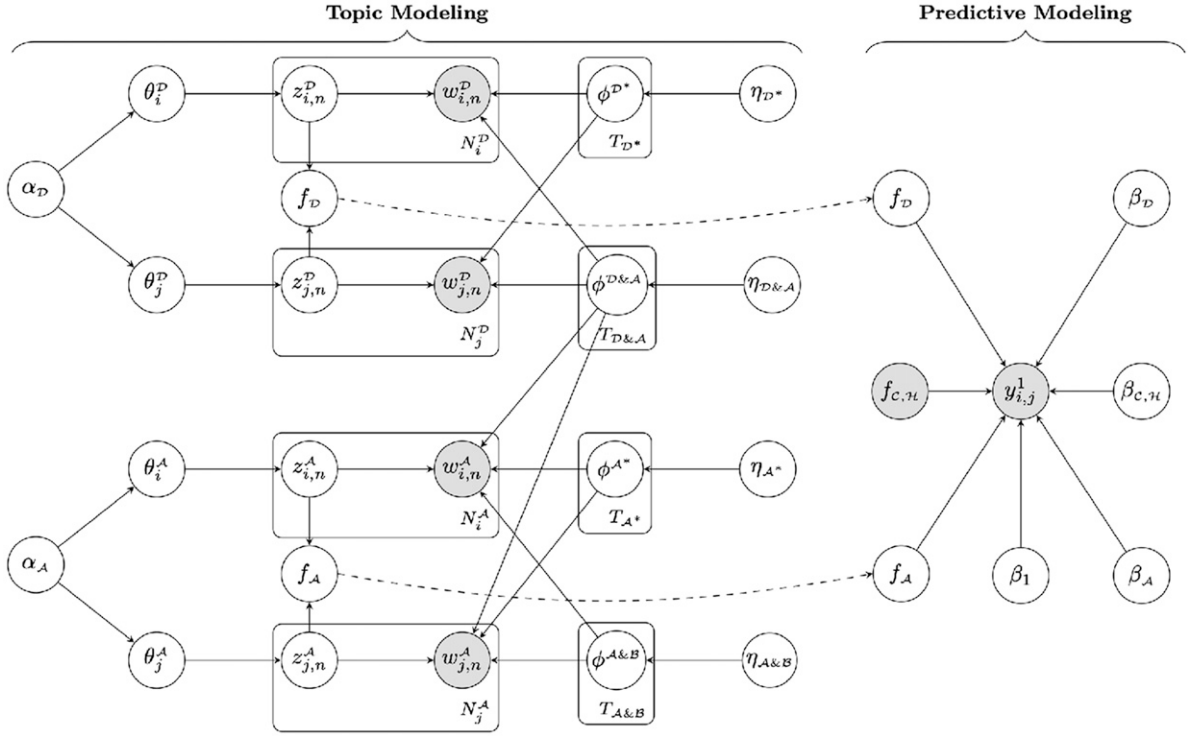 Topic Modeling Predictive Modeling
θ_i^𝒟 z_{i,n}^𝒟 w_{i,n}^𝒟 ϕ^{𝒟*} η_{𝒟*}
N_i^𝒟 T_{𝒟*}
α_𝒟 f_𝒟 f_𝒟 β_𝒟
θ_j^𝒟 z_{j,n}^𝒟 w_{j,n}^𝒟 ϕ^{𝒟&𝒜} η_{𝒟&𝒜}
N_j^𝒟 T_{𝒟&𝒜}
f_{𝒞,ℋ} y_{i,j}^1 β_{𝒞,ℋ}
θ_i^𝒜 z_{i,n}^𝒜 w_{i,n}^𝒜 ϕ^{𝒜*} η_{𝒜*}
N_i^𝒜 T_{𝒜*}
α_𝒜 f_𝒜 f_𝒜 β_1 β_𝒜
θ_j^𝒜 z_{j,n}^𝒜 w_{j,n}^𝒜 ϕ^{𝒜&ℬ} η_{𝒜&ℬ}
N_j^𝒜 T_{𝒜&ℬ}